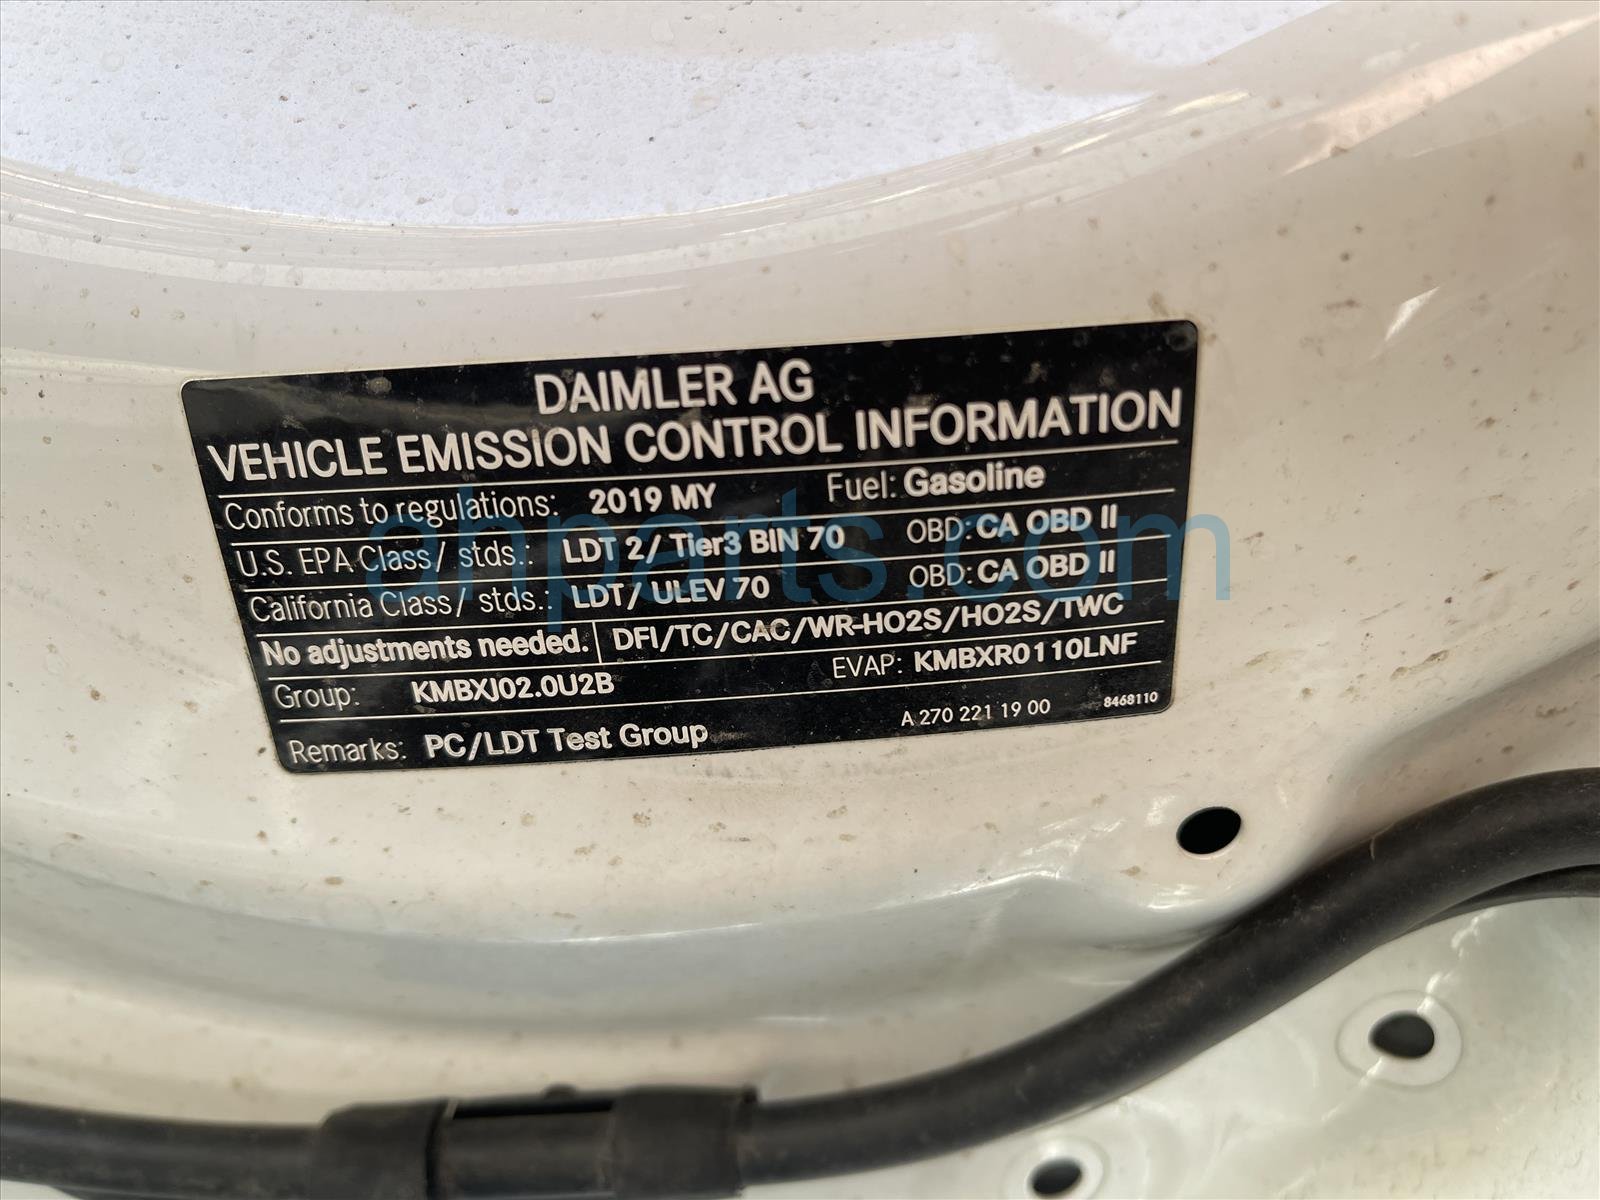 DAIMLER AG
VEHICLE EMISSION CONTROL INFORMATION
Conforms to regulations: 2019 MY Fuel: Gasoline
U.S. EPA Class/ stds.: LDT 2/ Tier3 BIN 70 OBD: CA OBD II
California Class/ stds.: LDT/ ULEV 70 OBD: CA OBD II
No adjustments needed. DFI/TC/CAC/WR-HO2S/HO2S/TWC
Group: KMBXJ02.0U2B EVAP: KMBXR0110LNF
Remarks: PC/LDT Test Group A 270 221 19 00 8468110
ahparts.com